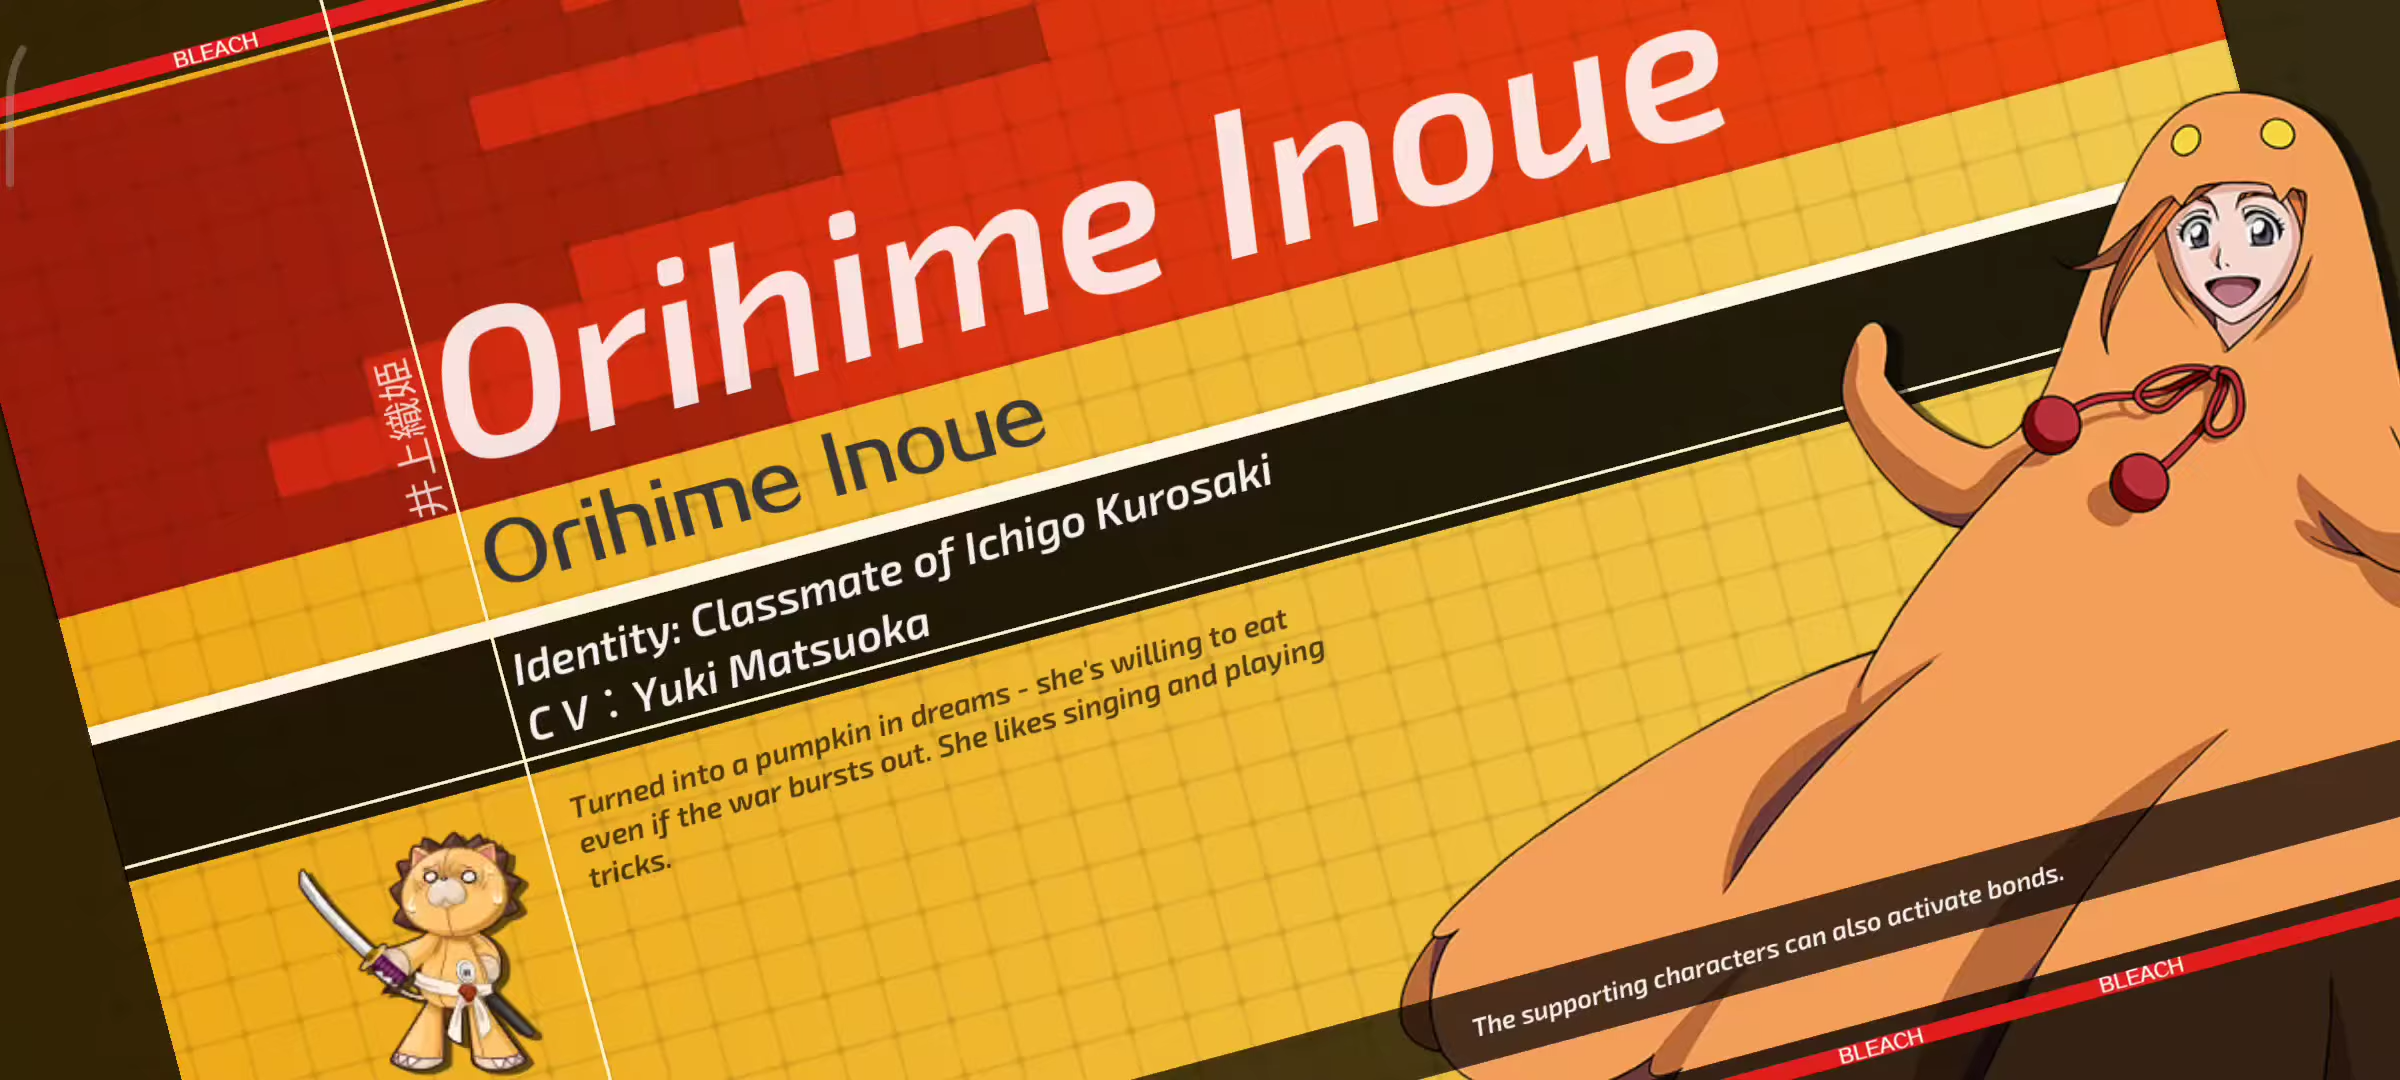 BLEACH
Orihime Inoue
井上織姫
Orihime Inoue
Identity: Classmate of Ichigo Kurosaki
CV：Yuki Matsuoka
Turned into a pumpkin in dreams - she's willing to eat
even if the war bursts out. She likes singing and playing
tricks.
The supporting characters can also activate bonds.
BLEACH
BLEACH